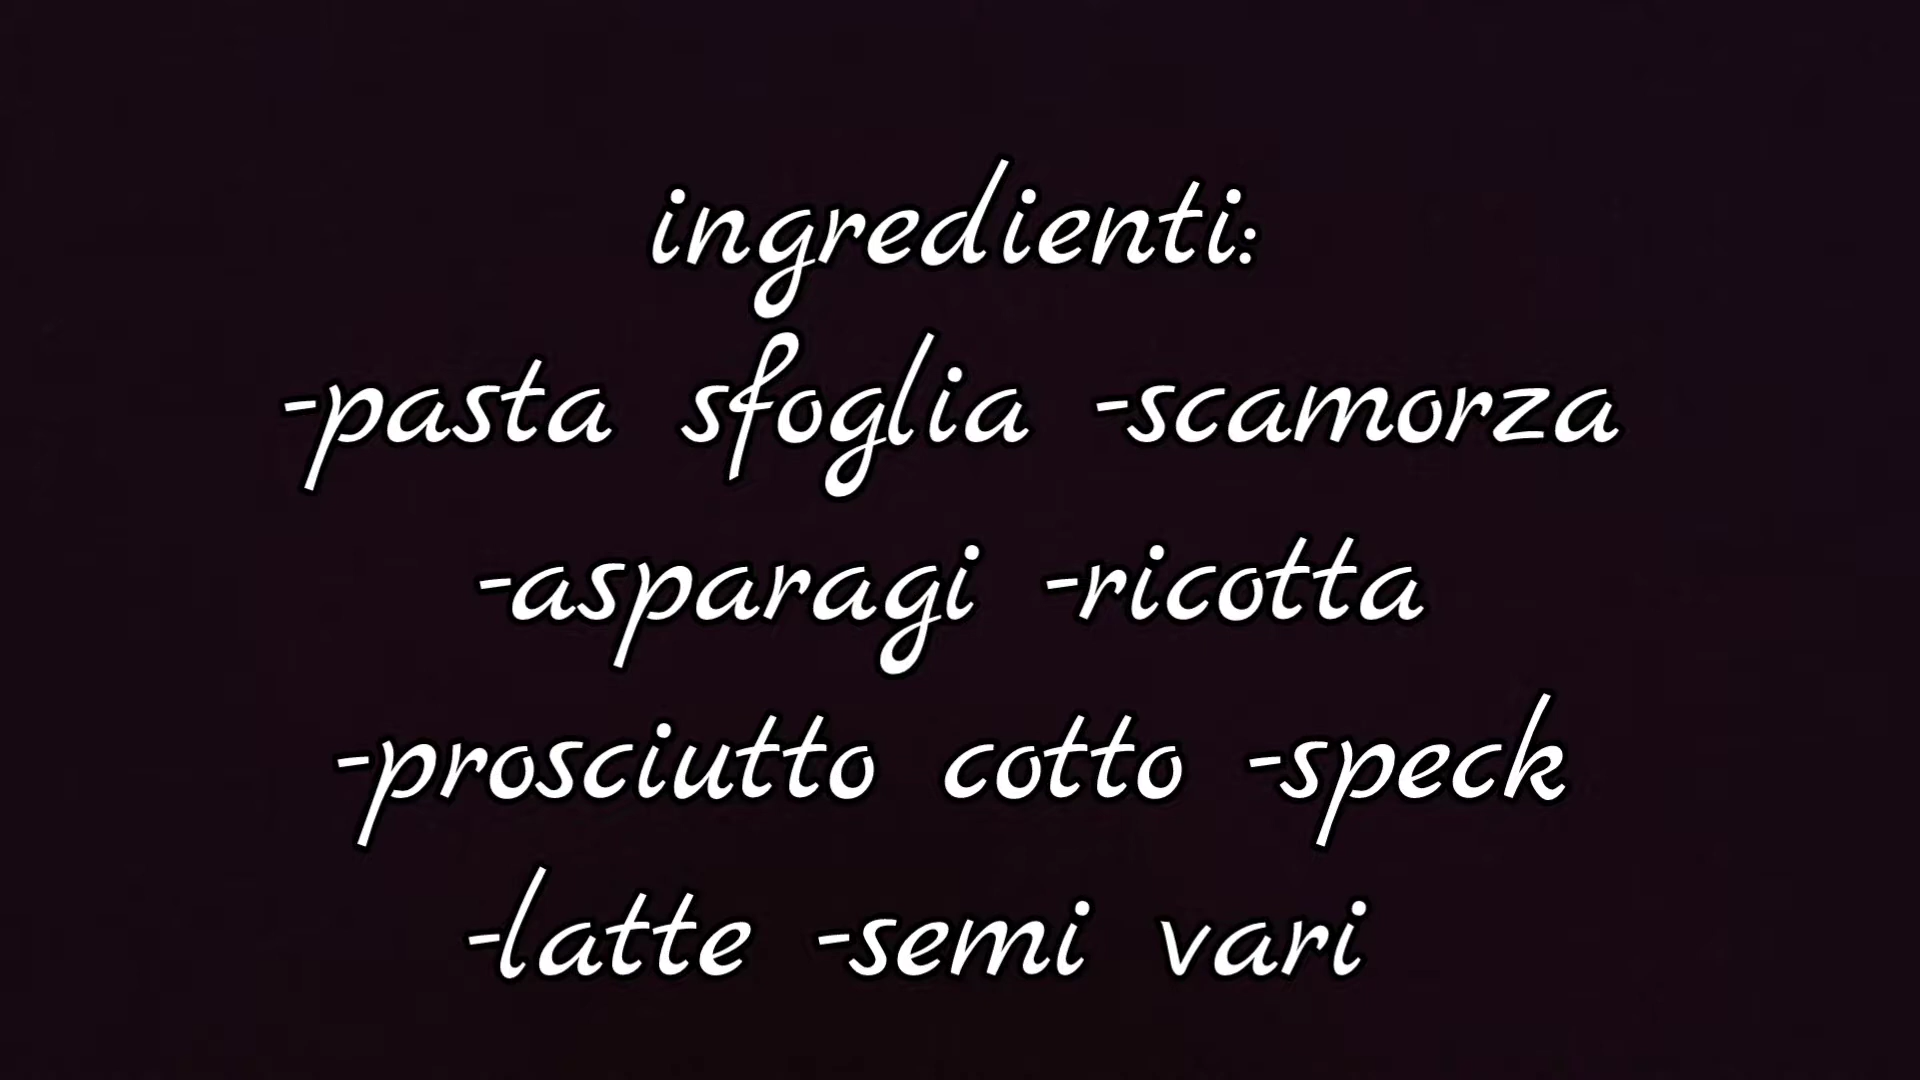 ingredienti:
-pasta sfoglia -scamorza
-asparagi -ricotta
-prosciutto cotto -speck
-latte -semi vari